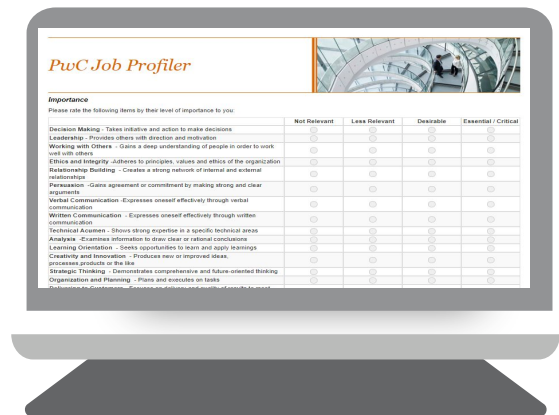 PwC Job Profiler
Importance
Please rate the following items by their level of importance to you:
Not Relevant Less Relevant Desirable Essential / Critical
Decision Making - Takes initiative and action to make decisions
Leadership - Provides others with direction and motivation
Working with Others - Gains a deep understanding of people in order to work
well with others
Ethics and Integrity -Adheres to principles, values and ethics of the organization
Relationship Building - Creates a strong network of internal and external
relationships
Persuasion -Gains agreement or commitment by making strong and clear
arguments
Verbal Communication -Expresses oneself effectively through verbal
communication
Written Communication - Expresses oneself effectively through written
communication
Technical Acumen - Shows strong expertise in a specific technical areas
Analysis -Examines information to draw clear or rational conclusions
Learning Orientation - Seeks opportunities to learn and apply learnings
Creativity and Innovation - Produces new or improved ideas,
processes,products or the like
Strategic Thinking - Demonstrates comprehensive and future-oriented thinking
Organization and Planning - Plans and executes on tasks